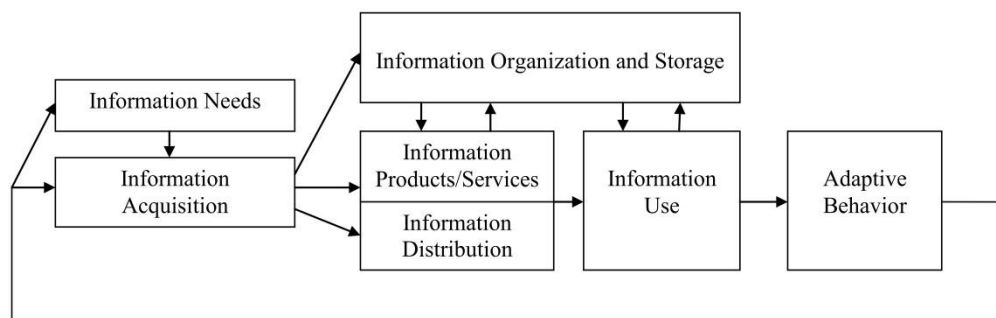 Information Organization and Storage
Information Needs
Information
Acquisition
Information
Products/Services
Information
Distribution
Information
Use
Adaptive
Behavior